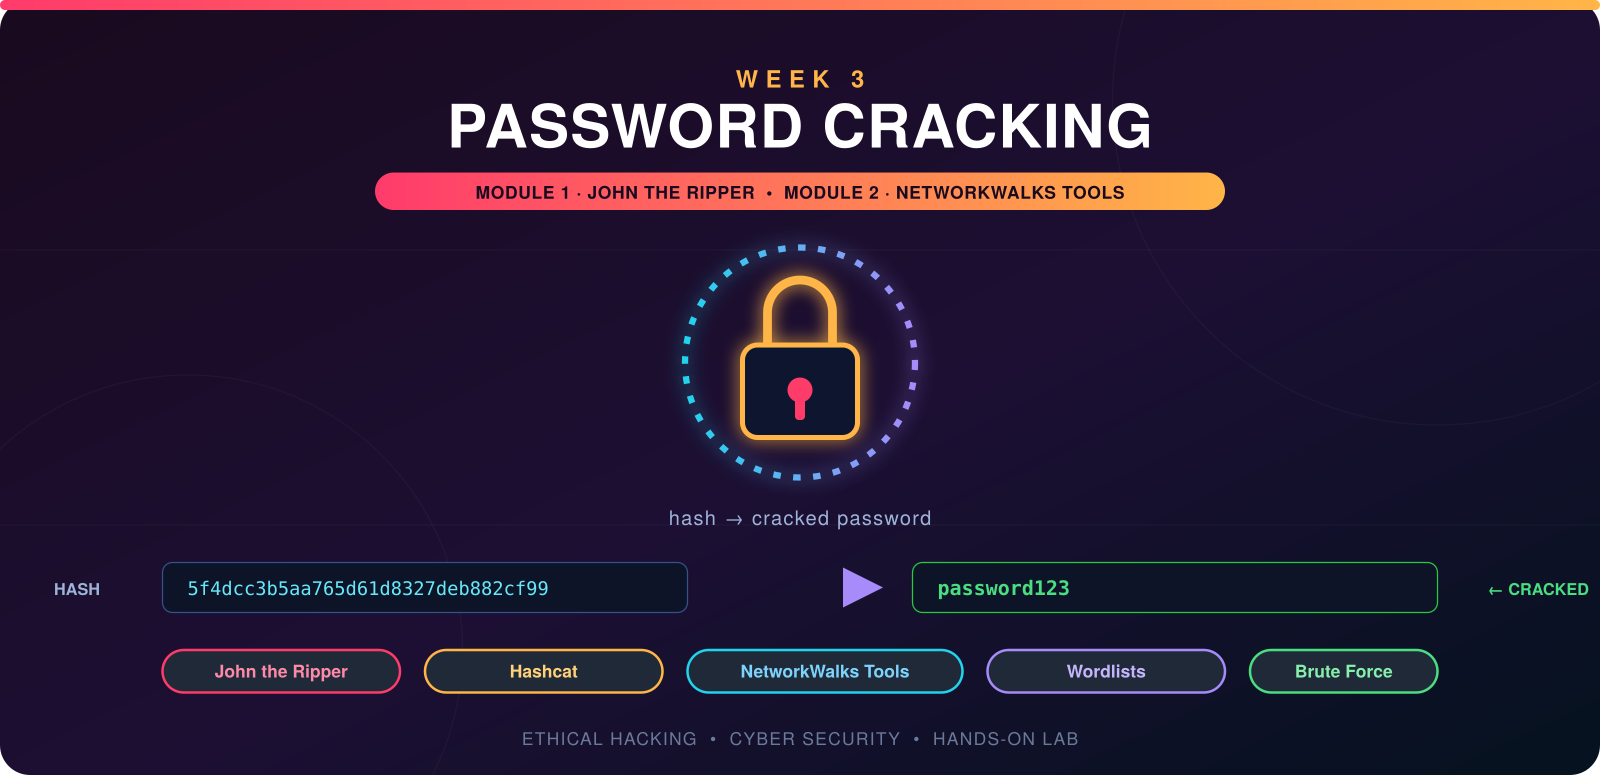 WEEK 3
PASSWORD CRACKING
MODULE 1 · JOHN THE RIPPER • MODULE 2 · NETWORKWALKS TOOLS
hash → cracked password
HASH 5f4dcc3b5aa765d61d8327deb882cf99 ▶ password123 ← CRACKED
John the Ripper Hashcat NetworkWalks Tools Wordlists Brute Force
ETHICAL HACKING • CYBER SECURITY • HANDS-ON LAB